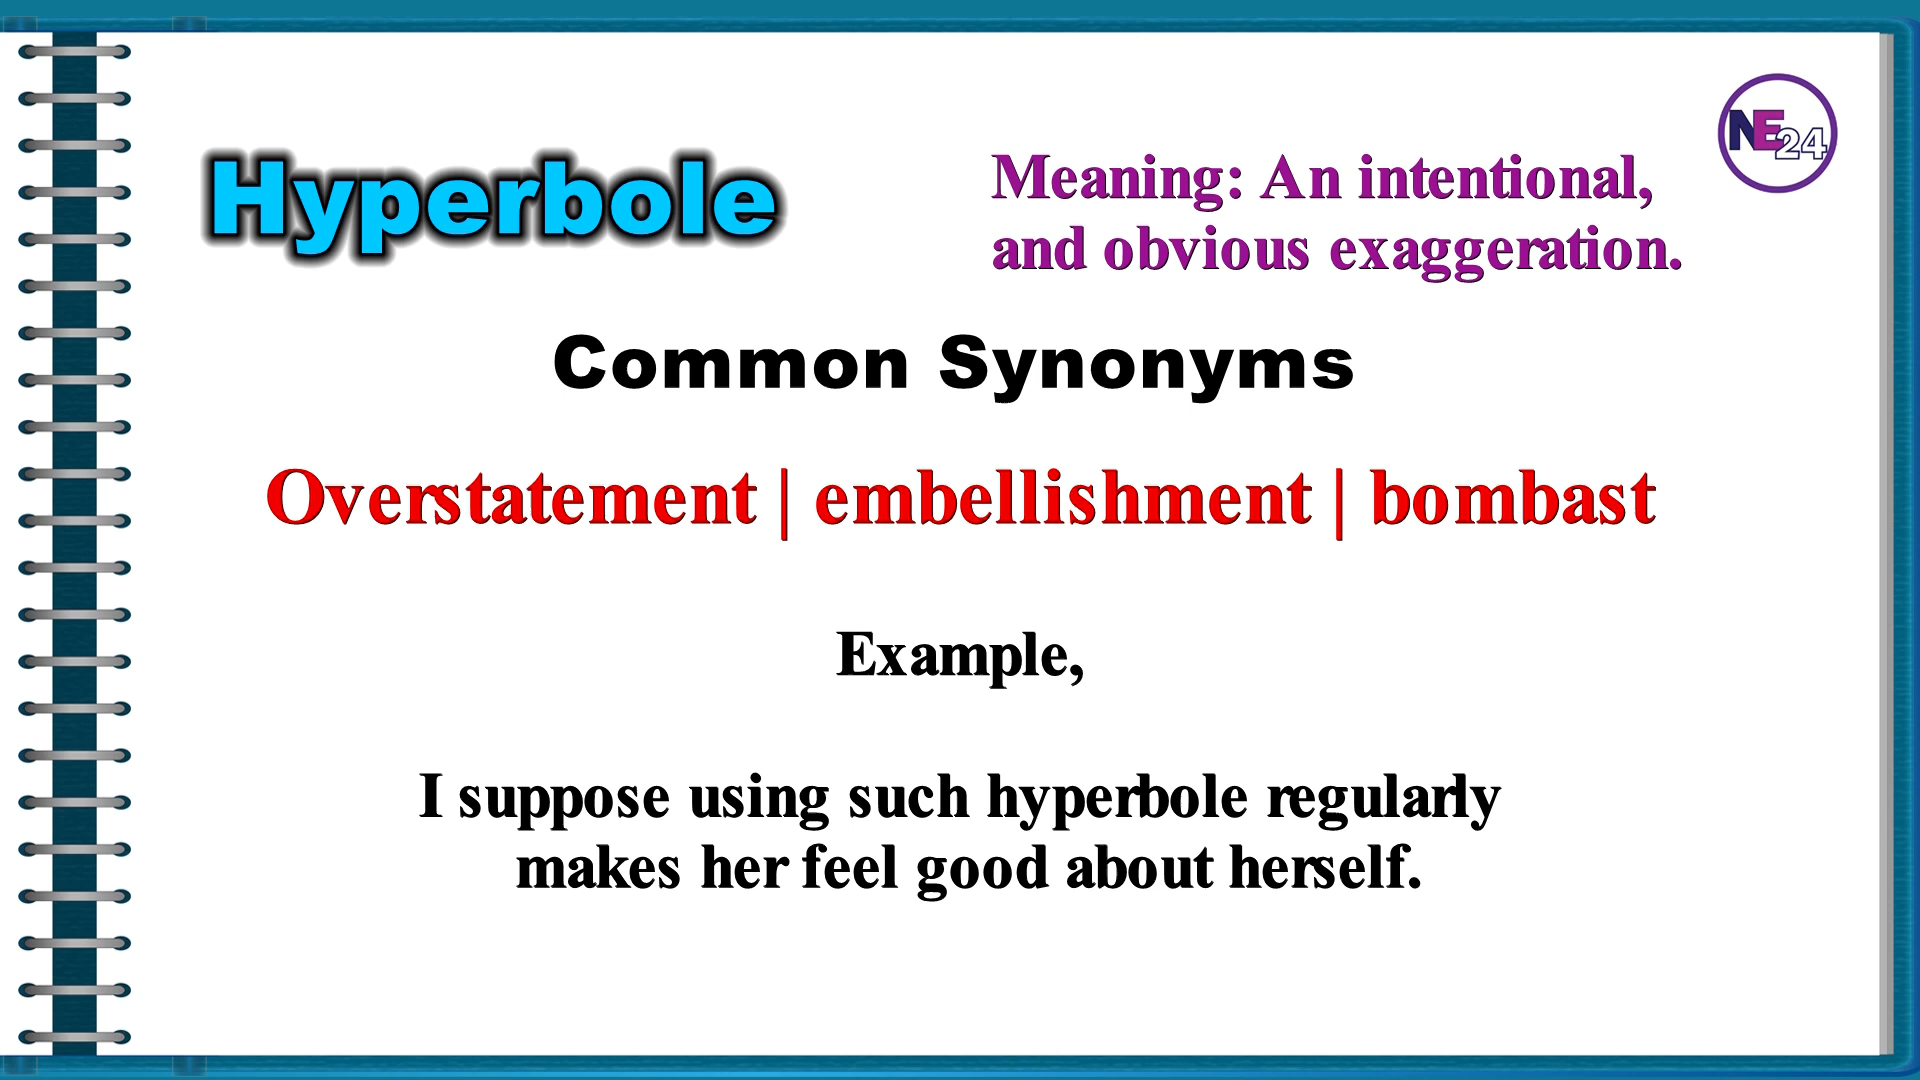 NE24
Hyperbole
Meaning: An intentional,
and obvious exaggeration.
Common Synonyms
Overstatement | embellishment | bombast
Example,
I suppose using such hyperbole regularly
makes her feel good about herself.